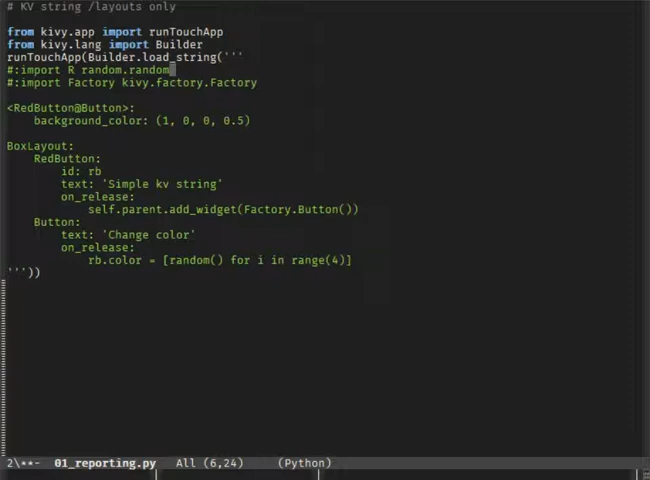 # KV string /layouts only
from kivy.app import runTouchApp
from kivy.lang import Builder
runTouchApp(Builder.load_string('''
#:import R random.random
#:import Factory kivy.factory.Factory
<RedButton@Button>:
    background_color: (1, 0, 0, 0.5)
BoxLayout:
    RedButton:
        id: rb
        text: 'Simple kv string'
        on_release:
            self.parent.add_widget(Factory.Button())
    Button:
        text: 'Change color'
        on_release:
            rb.color = [random() for i in range(4)]
'''))
2\**-  01_reporting.py   All (6,24)     (Python)